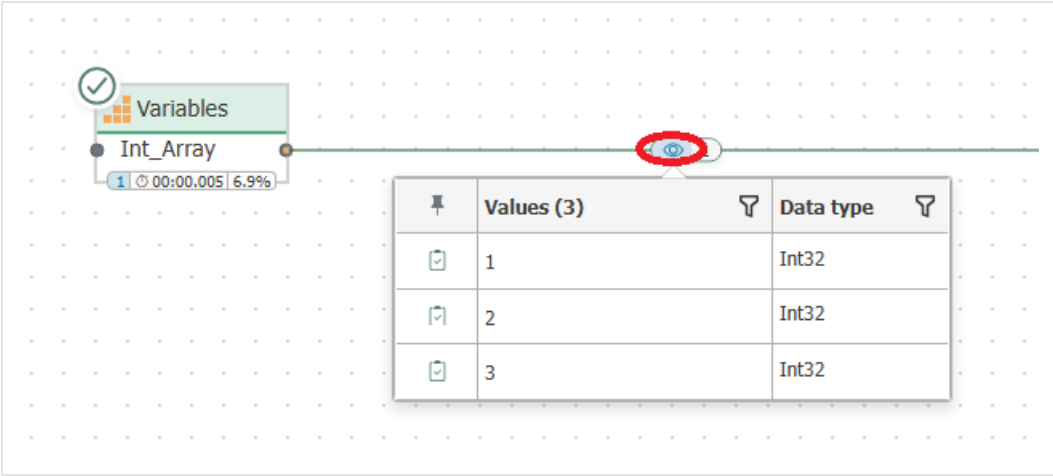 Variables
Int_Array
1 00:00.005 6.9%
Values (3) Data type
1 Int32
2 Int32
3 Int32